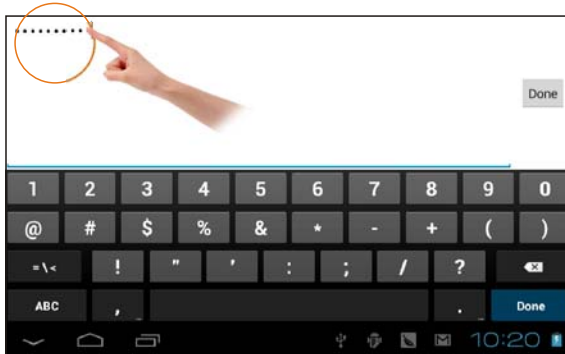 ..........
Done
1 2 3 4 5 6 7 8 9 0
@ # $ % & * - + ( )
= \ < ! " ' : ; / ?
ABC , _ . _ Done
10:20